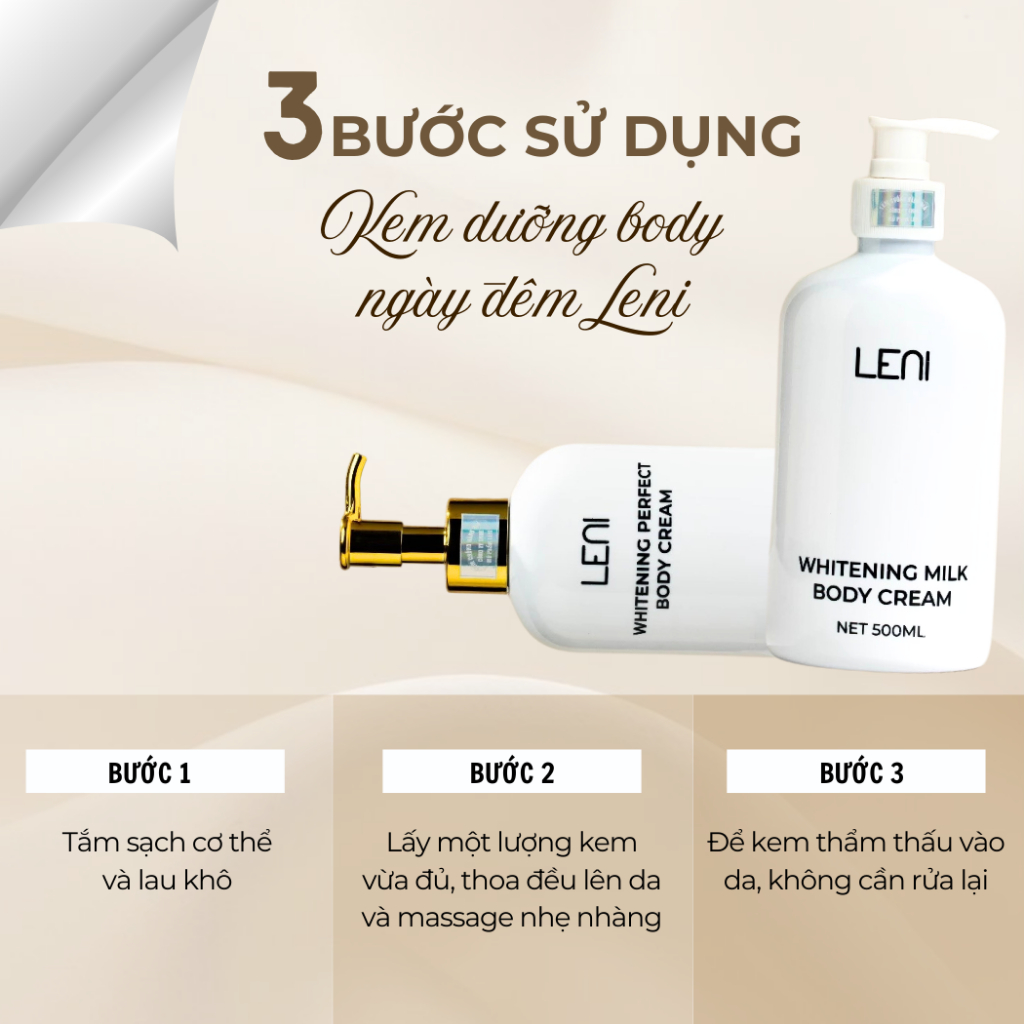 3 BƯỚC SỬ DỤNG
Kem dưỡng body
ngày đêm Leni
LENI
WHITENING MILK
BODY CREAM
NET 500ML
LENI
WHITENING PERFECT
BODY CREAM
BƯỚC 1
Tắm sạch cơ thể
và lau khô
BƯỚC 2
Lấy một lượng kem
vừa đủ, thoa đều lên da
và massage nhẹ nhàng
BƯỚC 3
Để kem thẩm thấu vào
da, không cần rửa lại